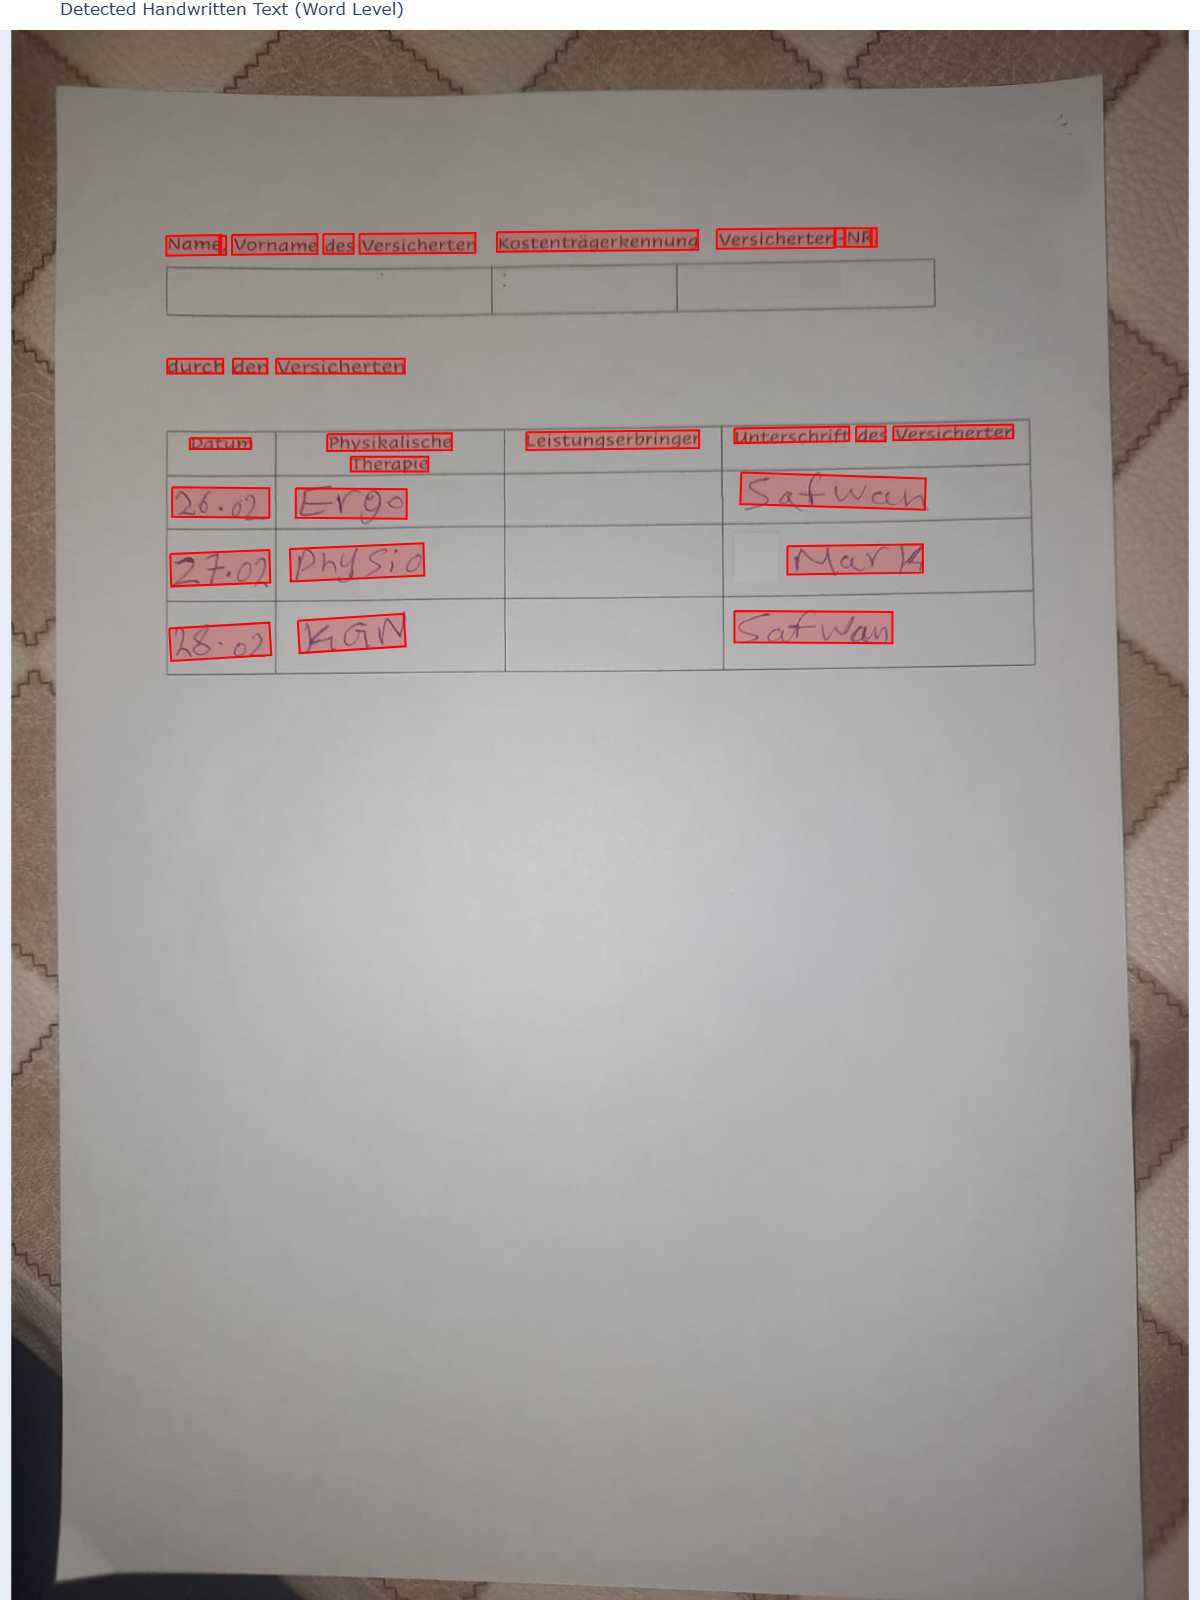 Detected Handwritten Text (Word Level)
Name, Vorname des Versicherten Kostenträgerkennung Versicherten-NR.
durch den Versicherten
Datum Physikalische Therapie Leistungserbringer Unterschrift des Versicherten
26.02 Ergo Safwan
27.02 Physio Mark
28.02 KGN Safwan